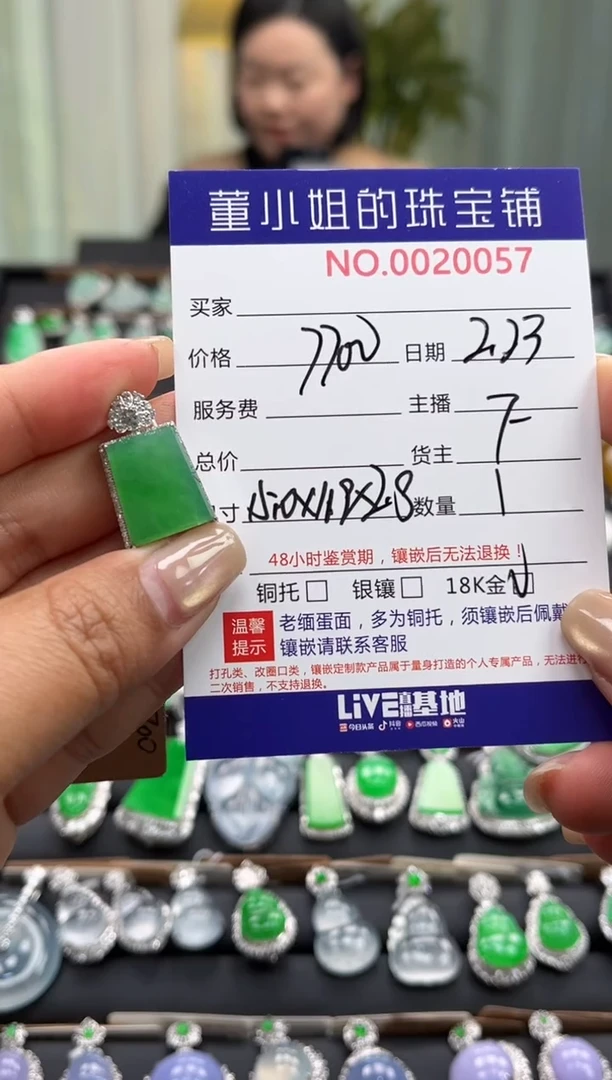 董小姐的珠宝铺
NO.0020057
买家
价格 7700 日期 2.23
服务费 主播
总价 货主
寸 15.0X11.9X2.8 数量 1
48小时鉴赏期，镶嵌后无法退换！
铜托□ 银镶□ 18K金
温馨提示 老缅蛋面，多为铜托，须镶嵌后佩戴
镶嵌请联系客服
打孔类、改圈口类，镶嵌定制款产品属于量身打造的个人专属产品，无法进行
二次销售，不支持退换。
LiVE直播基地
今日头条 抖音 西瓜视频 火山